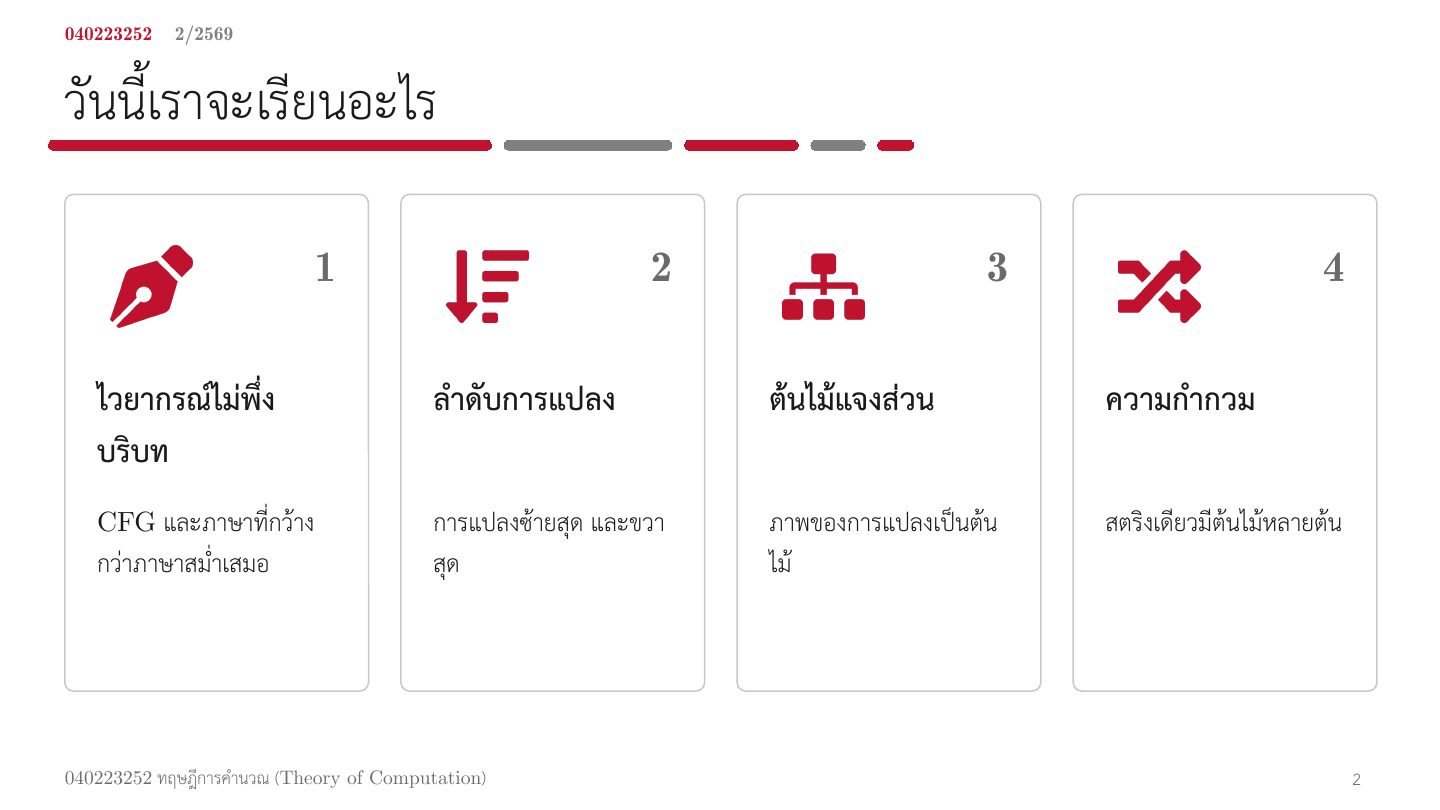 040223252 2/2569
วันนี้เราจะเรียนอะไร
1
ไวยากรณ์ไม่พึ่ง
บริบท
CFG และภาษาที่กว้าง
กว่าภาษาสม่ำเสมอ
2
ลำดับการแปลง
การแปลงซ้ายสุด และขวา
สุด
3
ต้นไม้แจงส่วน
ภาพของการแปลงเป็นต้น
ไม้
4
ความกำกวม
สตริงเดียวมีต้นไม้หลายต้น
040223252 ทฤษฎีการคำนวณ (Theory of Computation)
2